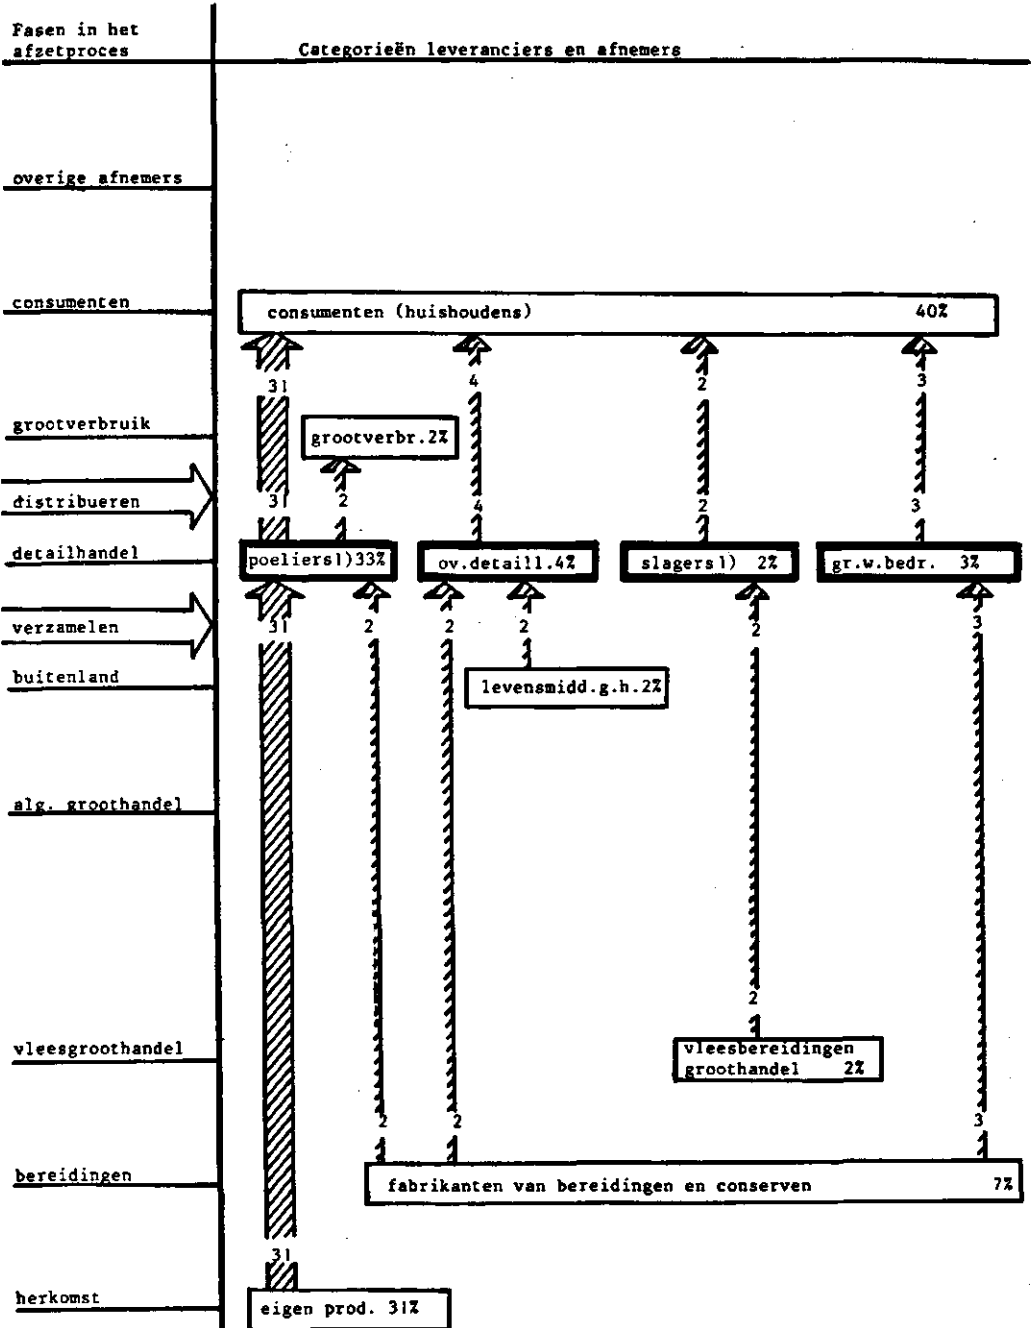 Fasen in het
afzetproces
Categorieën leveranciers en afnemers
overige afnemers
consumenten
consumenten (huishoudens) 40%
31 4 2 3
grootverbruik
grootverbr.2%
distribueren
31 2 4 2 3
detailhandel
poeliers1)33% ov.detaill.4% slagers1) 2% gr.w.bedr. 3%
verzamelen
31 2 2 2 2 3
buitenland
levensmidd.g.h.2%
alg. groothandel
2
vleesgroothandel
vleesbereidingen
groothandel 2%
2 2 3
bereidingen
fabrikanten van bereidingen en conserven 7%
31
herkomst
eigen prod. 31%